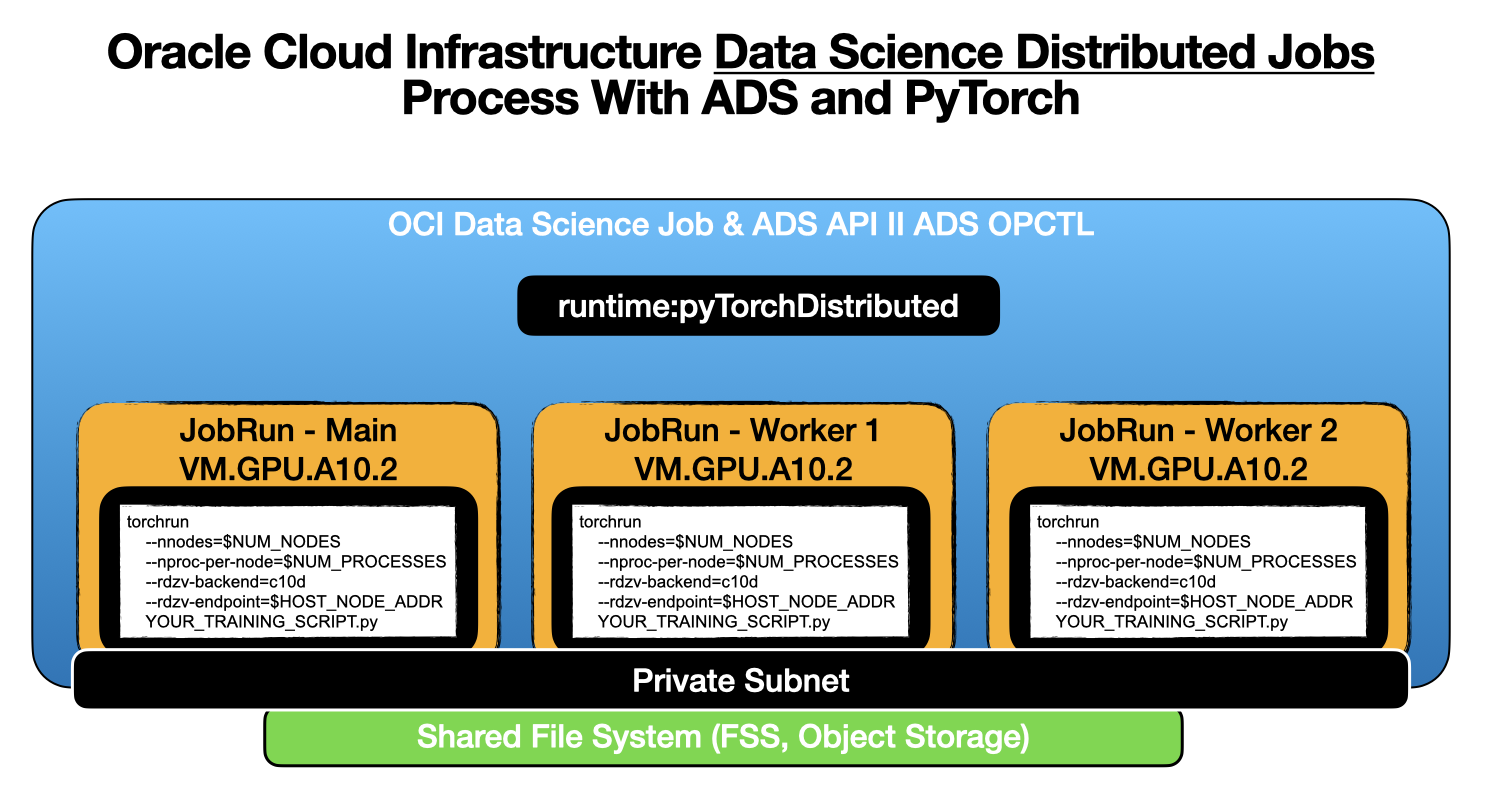 Oracle Cloud Infrastructure Data Science Distributed Jobs
Process With ADS and PyTorch
OCI Data Science Job & ADS API II ADS OPCTL
runtime:pyTorchDistributed
JobRun - Main
VM.GPU.A10.2
torchrun
--nnodes=$NUM_NODES
--nproc-per-node=$NUM_PROCESSES
--rdzv-backend=c10d
--rdzv-endpoint=$HOST_NODE_ADDR
YOUR_TRAINING_SCRIPT.py
JobRun - Worker 1
VM.GPU.A10.2
torchrun
--nnodes=$NUM_NODES
--nproc-per-node=$NUM_PROCESSES
--rdzv-backend=c10d
--rdzv-endpoint=$HOST_NODE_ADDR
YOUR_TRAINING_SCRIPT.py
JobRun - Worker 2
VM.GPU.A10.2
torchrun
--nnodes=$NUM_NODES
--nproc-per-node=$NUM_PROCESSES
--rdzv-backend=c10d
--rdzv-endpoint=$HOST_NODE_ADDR
YOUR_TRAINING_SCRIPT.py
Private Subnet
Shared File System (FSS, Object Storage)